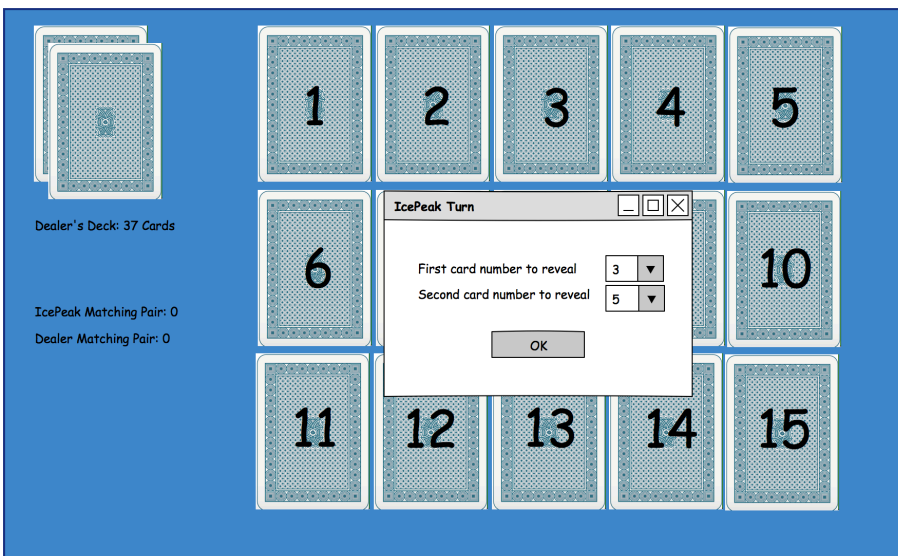 1 2 3 4 5
Dealer's Deck: 37 Cards
6 10
IcePeak Turn
First card number to reveal 3
Second card number to reveal 5
OK
IcePeak Matching Pair: 0
Dealer Matching Pair: 0
11 12 13 14 15